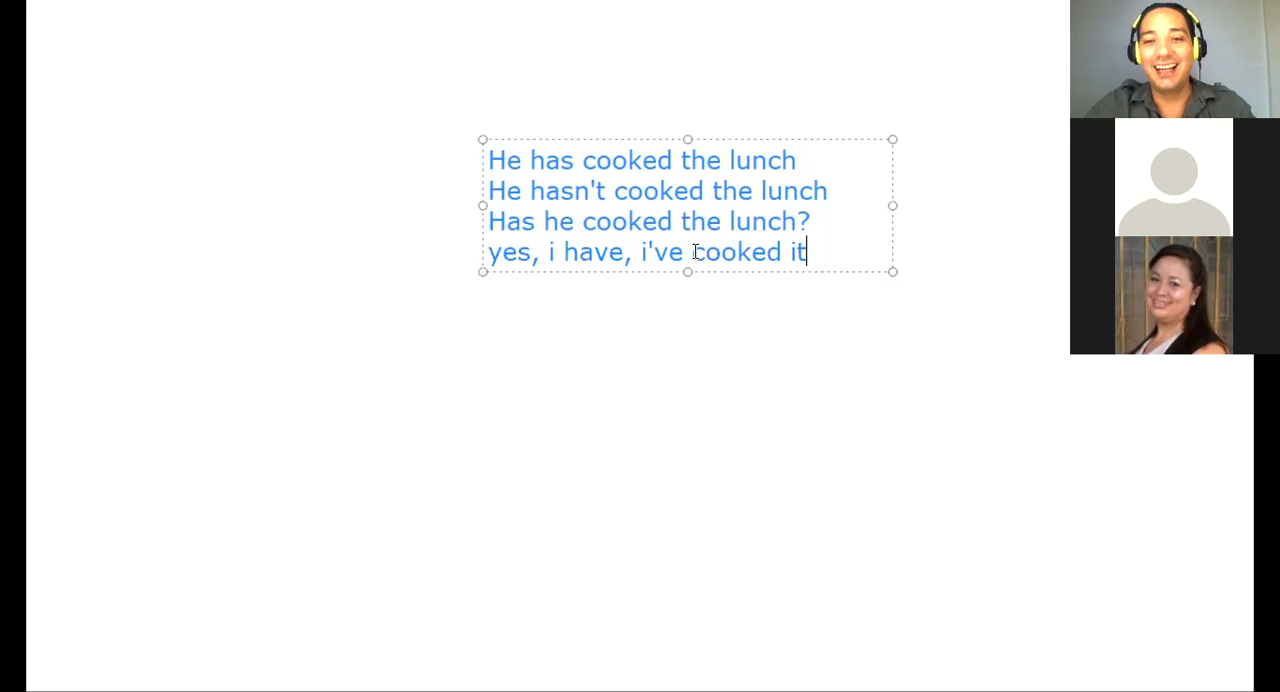 He has cooked the lunch
He hasn't cooked the lunch
Has he cooked the lunch?
yes, i have, i've cooked it